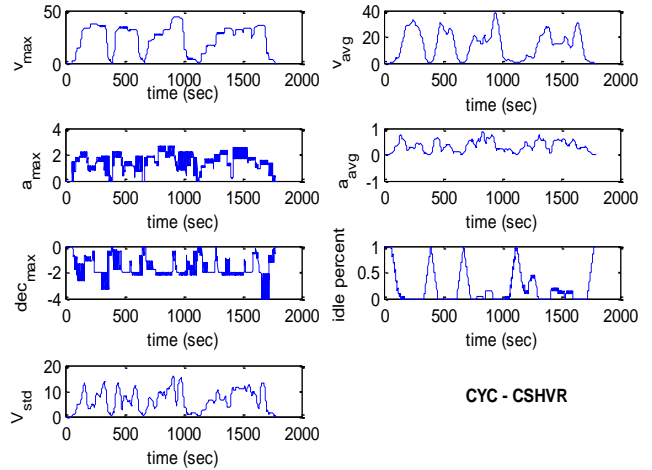 50
0
v_max
0 500 1000 1500 2000
time (sec)
40
20
0
v_avg
0 500 1000 1500 2000
time (sec)
4
2
0
a_max
0 500 1000 1500 2000
time (sec)
1
0
-1
a_avg
0 500 1000 1500 2000
time (sec)
0
-2
-4
dec_max
0 500 1000 1500 2000
time (sec)
1
0.5
0
idle percent
0 500 1000 1500 2000
time (sec)
20
10
0
V_std
0 500 1000 1500 2000
time (sec)
CYC - CSHVR